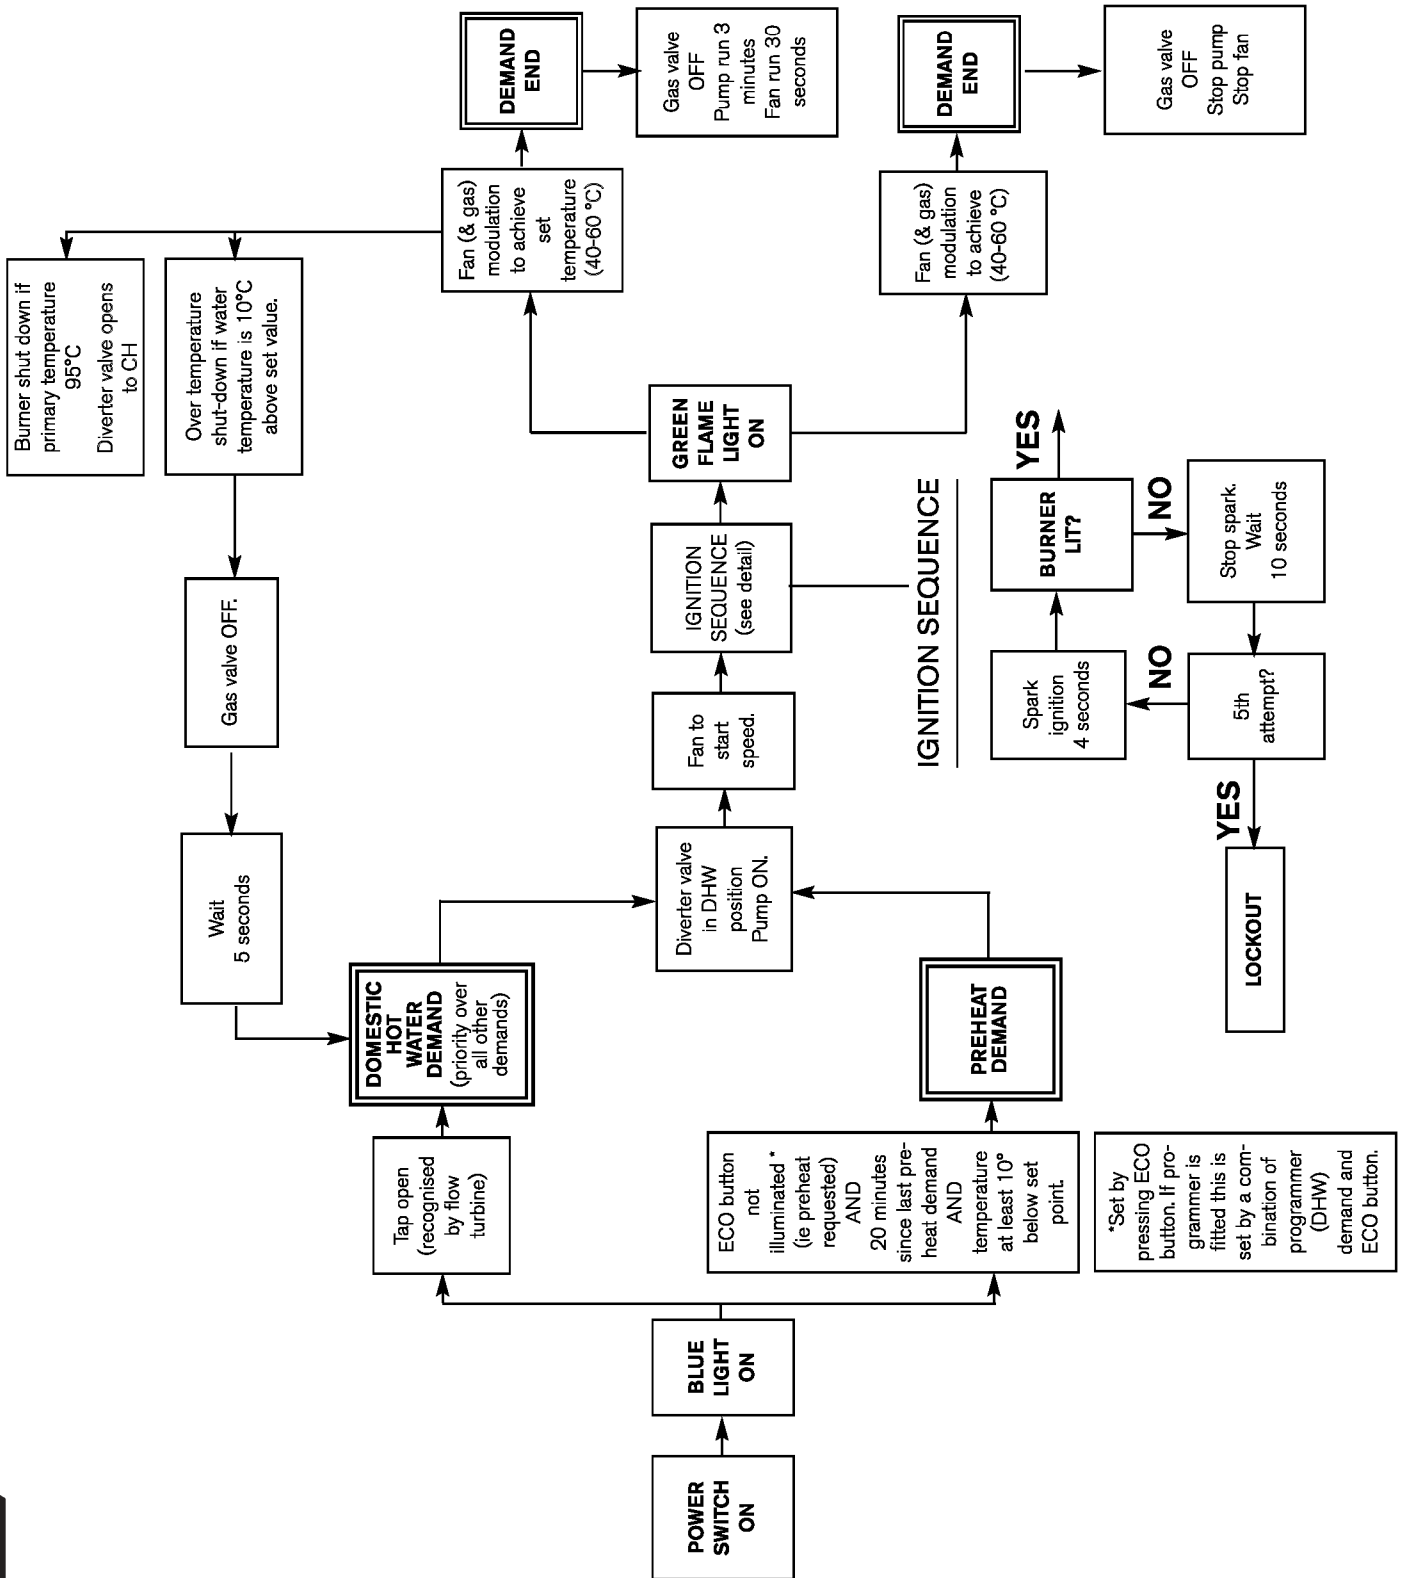 POWER
SWITCH
ON
BLUE
LIGHT
ON
Tap open
(recognised
by flow
turbine)
DOMESTIC
HOT
WATER
DEMAND
(priority over
all other
demands)
Wait
5 seconds
Gas valve OFF.
Over temperature
shut-down if water
temperature is 10°C
above set value.
Burner shut down if
primary temperature
95°C
Diverter valve opens
to CH
ECO button
not
illuminated *
(ie preheat
requested)
AND
20 minutes
since last pre-
heat demand
AND
temperature
at least 10°
below set
point.
*Set by
pressing ECO
button. If pro-
grammer is
fitted this is
set by a com-
bination of
programmer
(DHW)
demand and
ECO button.
PREHEAT
DEMAND
Diverter valve
in DHW
position
Pump ON.
Fan to
start
speed.
IGNITION
SEQUENCE
(see detail)
GREEN
FLAME
LIGHT
ON
Fan (& gas)
modulation
to achieve
set
temperature
(40-60 °C)
DEMAND
END
Gas valve
OFF
Pump run 3
minutes
Fan run 30
seconds
Fan (& gas)
modulation
to achieve
(40-60 °C)
DEMAND
END
Gas valve
OFF
Stop pump
Stop fan
IGNITION SEQUENCE
Spark
ignition
4 seconds
BURNER
LIT?
YES
NO
Stop spark.
Wait
10 seconds
5th
attempt?
NO
YES
LOCKOUT